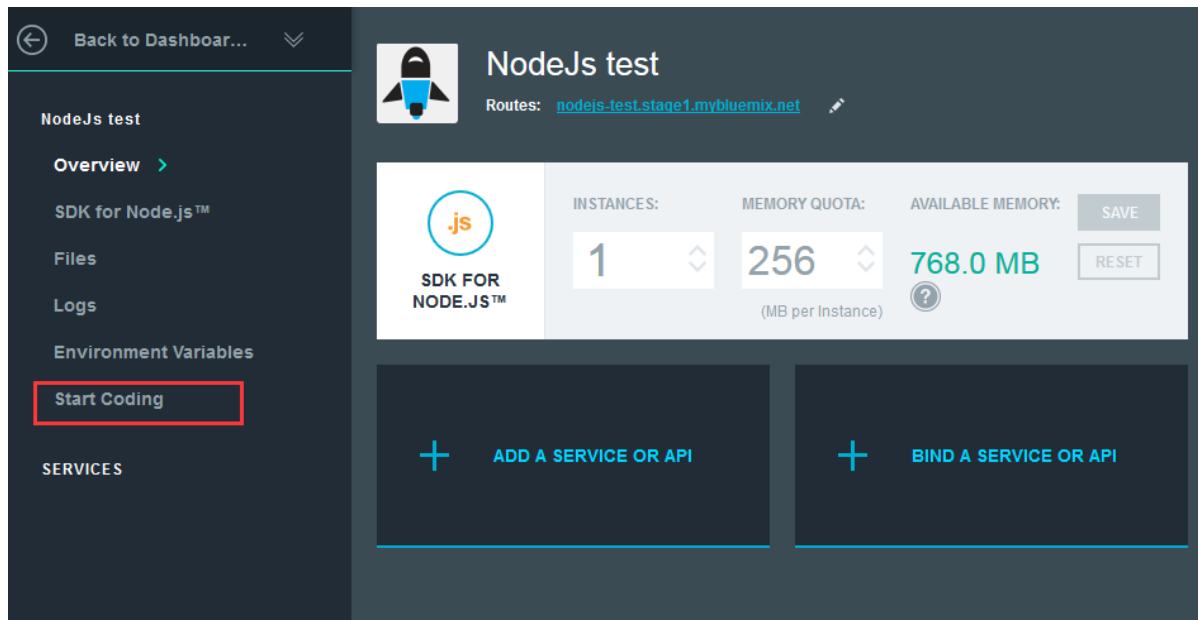 Back to Dashboar...
NodeJs test
Overview
SDK for Node.js™
Files
Logs
Environment Variables
Start Coding
SERVICES
NodeJs test
Routes: nodejs-test.stage1.mybluemix.net
.js
SDK FOR
NODE.JS™
INSTANCES:
1
MEMORY QUOTA:
256
(MB per Instance)
AVAILABLE MEMORY:
768.0 MB
?
SAVE
RESET
ADD A SERVICE OR API
BIND A SERVICE OR API